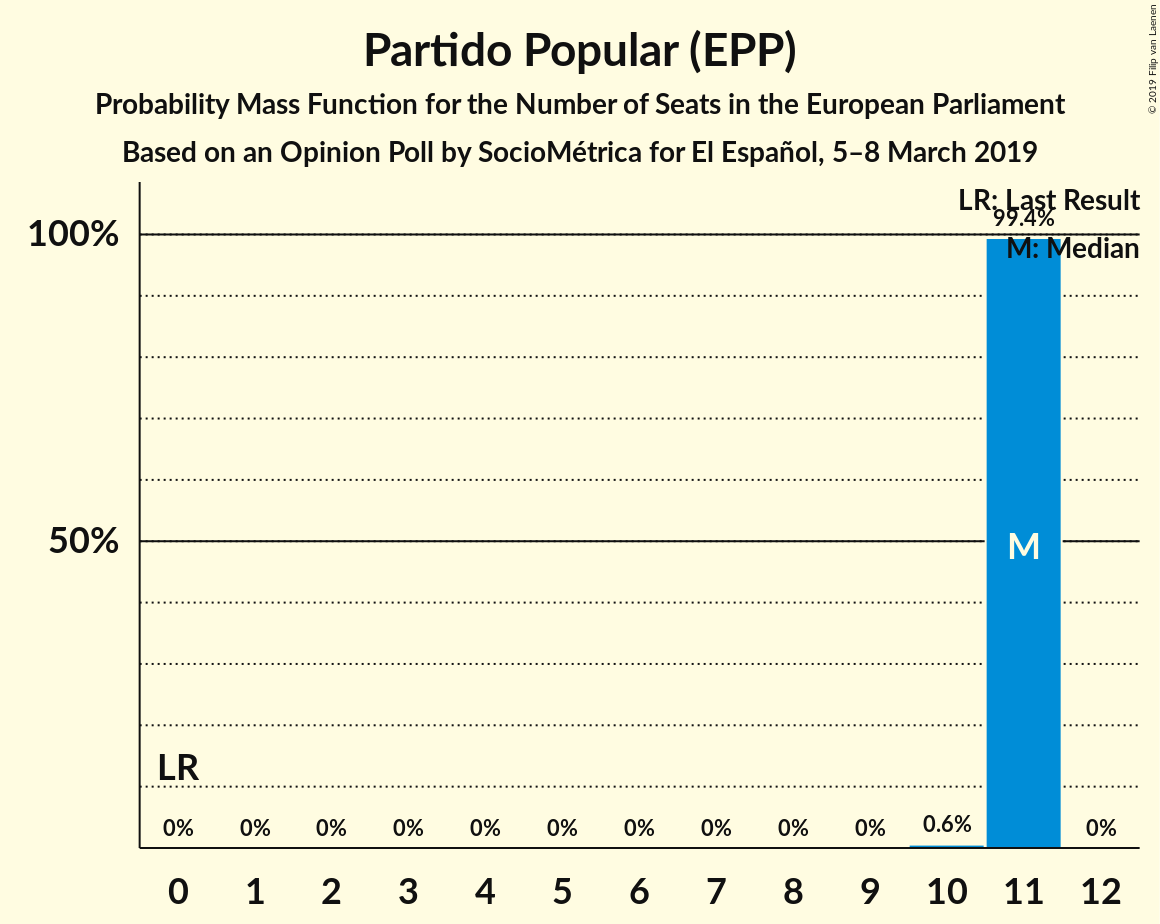 Partido Popular (EPP)
Probability Mass Function for the Number of Seats in the European Parliament
Based on an Opinion Poll by SocioMétrica for El Español, 5–8 March 2019
© 2019 Filip van Laenen
LR: Last Result
99.4%
100%
M: Median
50%
M
LR
0% 0% 0% 0% 0% 0% 0% 0% 0% 0% 0.6% 0%
0 1 2 3 4 5 6 7 8 9 10 11 12